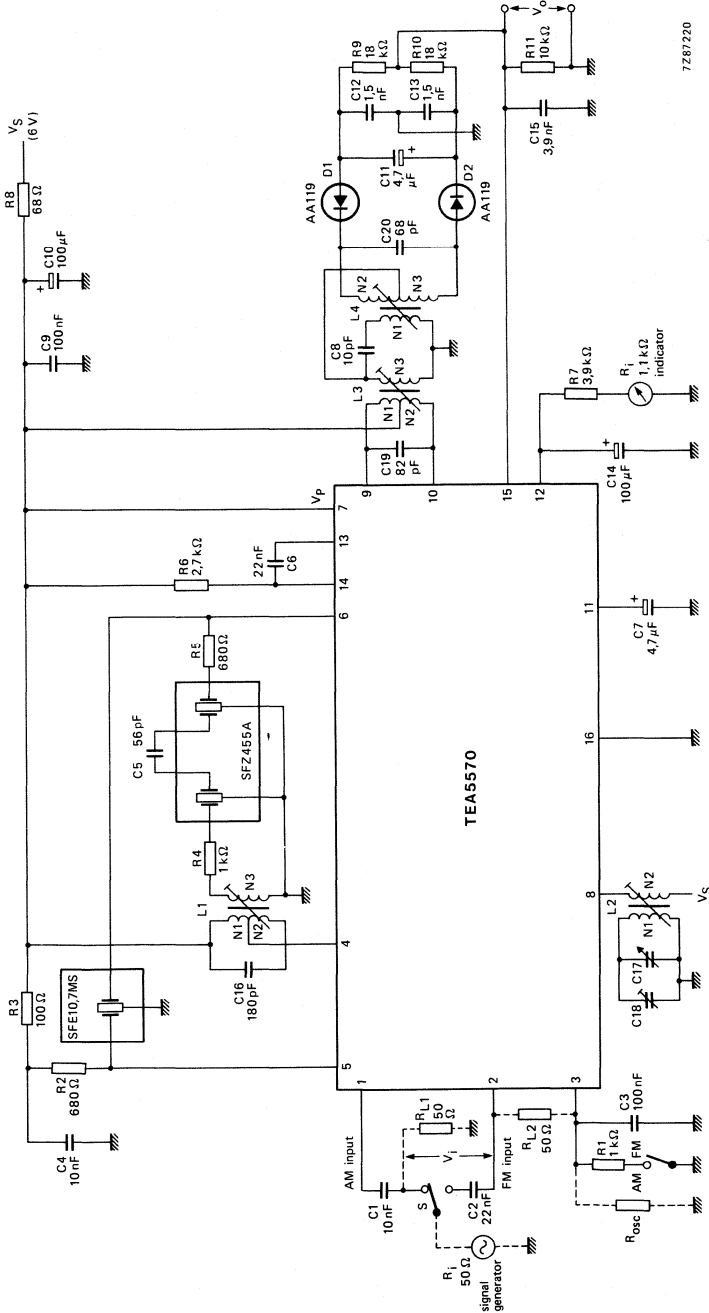 VS
(6 V)
R8
68 Ω
C10
100 µF
+
C9
100 nF
R3
100 Ω
R2
680 Ω
C4
10 nF
SFE10,7MS
R6
2,7 kΩ
22 nF
C6
C5
56 pF
R5
680 Ω
SFZ455A
R4
1 kΩ
L1
N1
N2
N3
C16
180 pF
VP
5
4
6
14
13
7
9
10
15
12
11
16
8
1
2
3
TEA5570
C19
82
pF
L3
N1
N2
N3
C8
10 pF
L4
N1
N2
N3
C20
68
pF
AA119
D1
AA119
D2
C11
4,7
µF
+
C12
1,5
nF
C13
1,5
nF
R9
18
kΩ
R10
18
kΩ
Vo
R11
10 kΩ
C15
3,9 nF
R7
3,9 kΩ
Ri
1,1 kΩ
indicator
C14
100 µF
+
C7
4,7 µF
+
L2
N1
N2
VS
C17
C18
AM input
C1
10 nF
RL1
50
Ω
Vi
S
FM input
C2
22 nF
RL2
50 Ω
Ri
50 Ω
signal
generator
C3
100 nF
R1
1 kΩ
AM
FM
Rosc
7Z87220